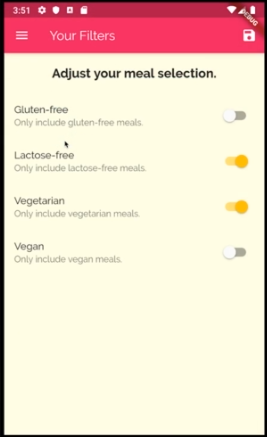 3:51
DEBUG
Your Filters
Adjust your meal selection.
Gluten-free
Only include gluten-free meals.
Lactose-free
Only include lactose-free meals.
Vegetarian
Only include vegetarian meals.
Vegan
Only include vegan meals.